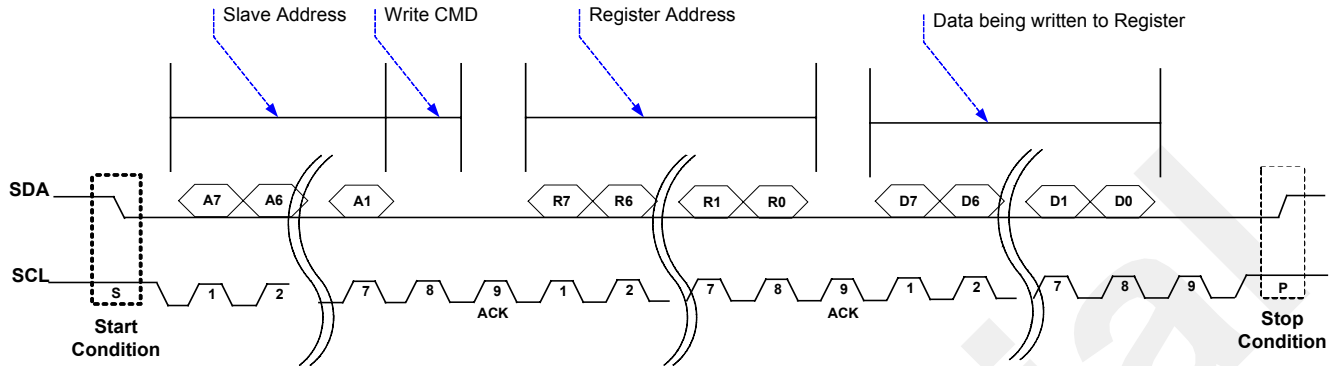 Slave Address Write CMD Register Address Data being written to Register
SDA A7 A6 A1 R7 R6 R1 R0 D7 D6 D1 D0
SCL S 1 2 7 8 9 1 2 7 8 9 1 2 7 8 9 P
ACK ACK
Start Stop
Condition Condition